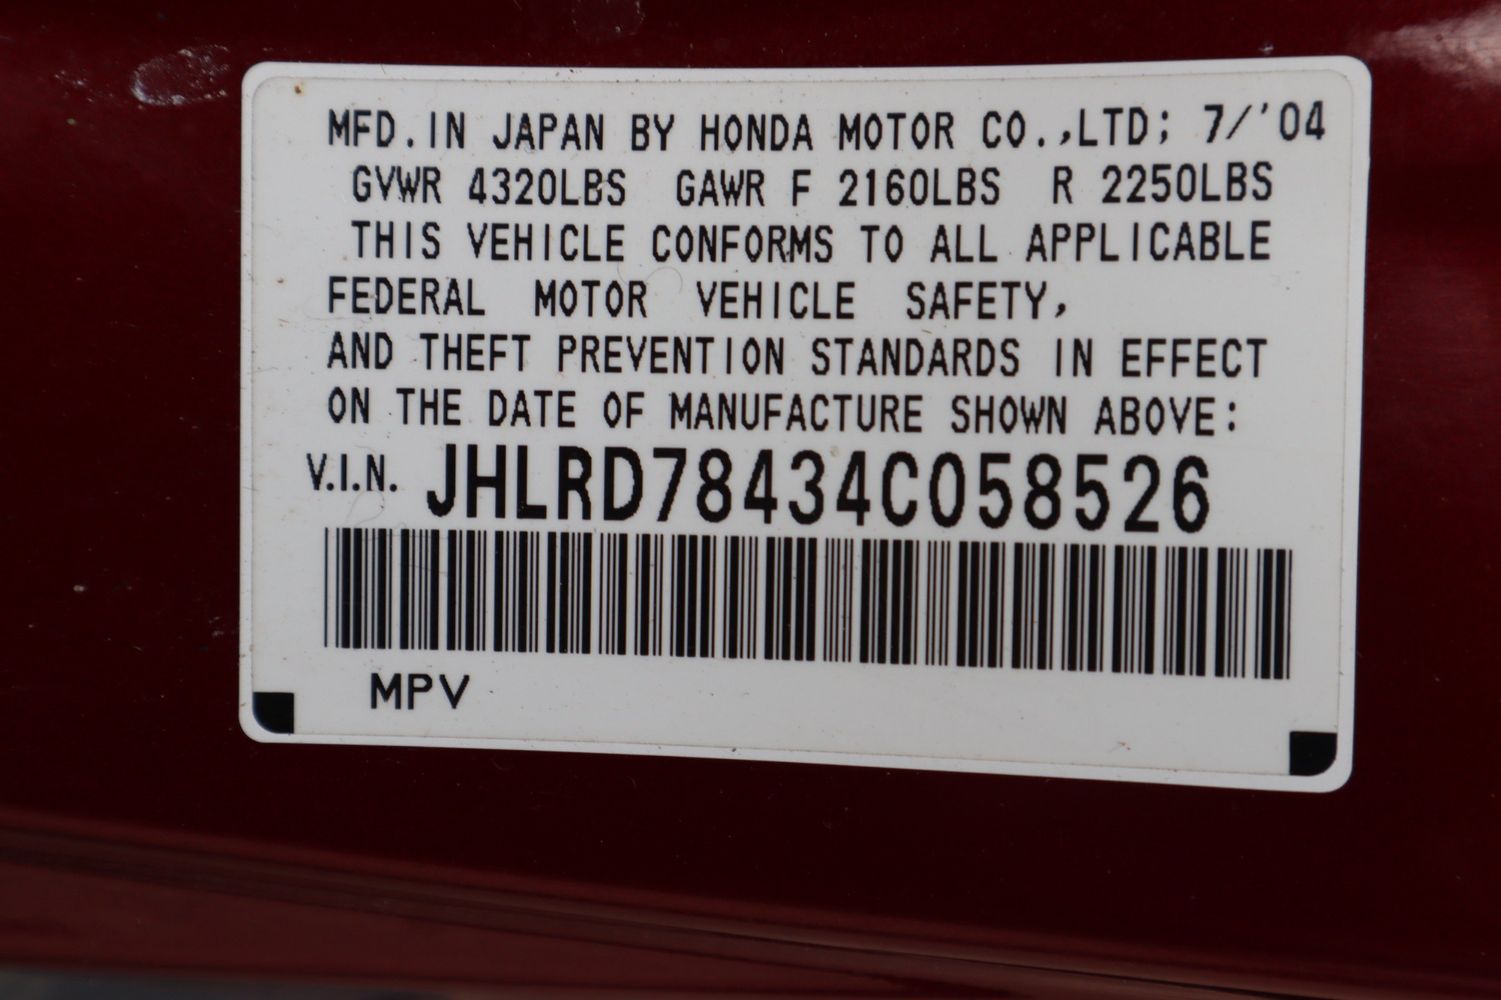 MFD. IN JAPAN BY HONDA MOTOR CO.,LTD; 7/'04
GVWR 4320LBS GAWR F 2160LBS R 2250LBS
THIS VEHICLE CONFORMS TO ALL APPLICABLE
FEDERAL MOTOR VEHICLE SAFETY,
AND THEFT PREVENTION STANDARDS IN EFFECT
ON THE DATE OF MANUFACTURE SHOWN ABOVE:
V.I.N. JHLRD78434C058526
MPV